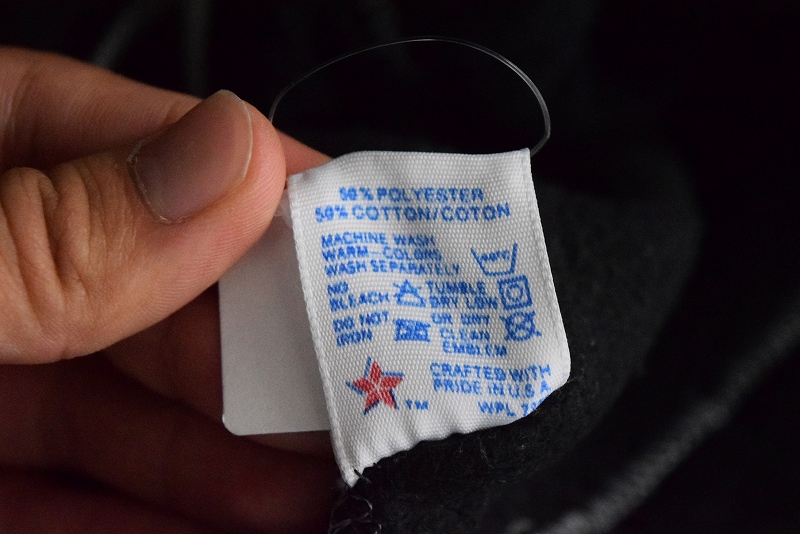 50% POLYESTER
50% COTTON/COTON
MACHINE WASH
WARM COLORS
WASH SEPARATELY
NO BLEACH
TUMBLE DRY LOW
DO NOT IRON
OR DRY CLEAN EMBLEM
CRAFTED WITH
PRIDE IN U.S.A.
TM
WPL